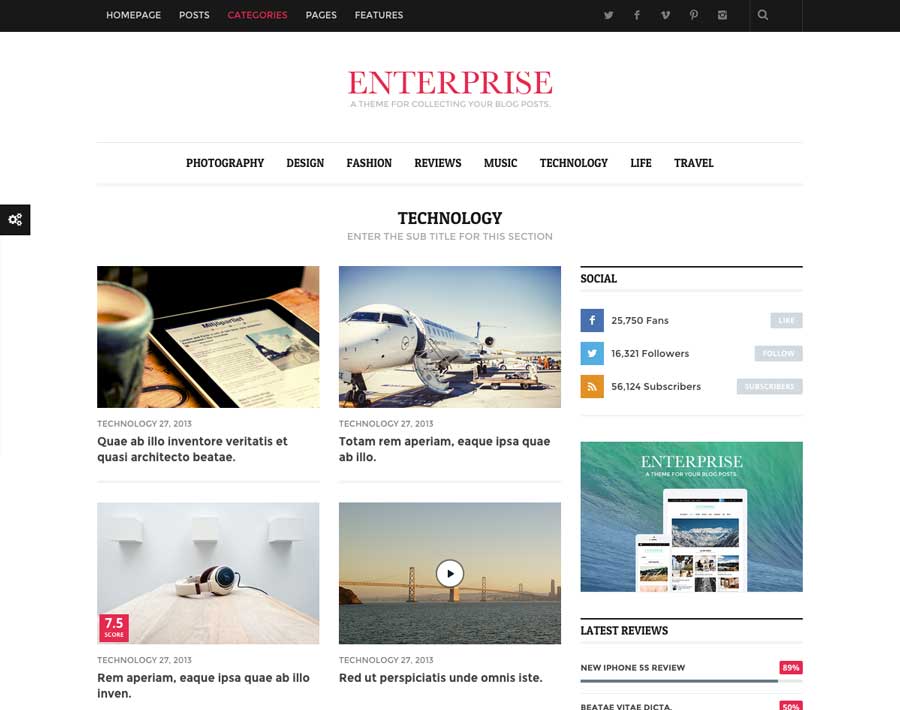 HOMEPAGE POSTS CATEGORIES PAGES FEATURES
ENTERPRISE
A THEME FOR COLLECTING YOUR BLOG POSTS.
PHOTOGRAPHY DESIGN FASHION REVIEWS MUSIC TECHNOLOGY LIFE TRAVEL
TECHNOLOGY
ENTER THE SUB TITLE FOR THIS SECTION
Miljöpartiet
TECHNOLOGY 27, 2013
Quae ab illo inventore veritatis et
quasi architecto beatae.
TECHNOLOGY 27, 2013
Totam rem aperiam, eaque ipsa quae
ab illo.
7.5
SCORE
TECHNOLOGY 27, 2013
Rem aperiam, eaque ipsa quae ab illo
inven.
TECHNOLOGY 27, 2013
Red ut perspiciatis unde omnis iste.
SOCIAL
25,750 Fans LIKE
16,321 Followers FOLLOW
56,124 Subscribers SUBSCRIBERS
ENTERPRISE
A THEME FOR YOUR BLOG POSTS.
LATEST REVIEWS
NEW IPHONE 5S REVIEW 89%
BEATAE VITAE DICTA. 50%